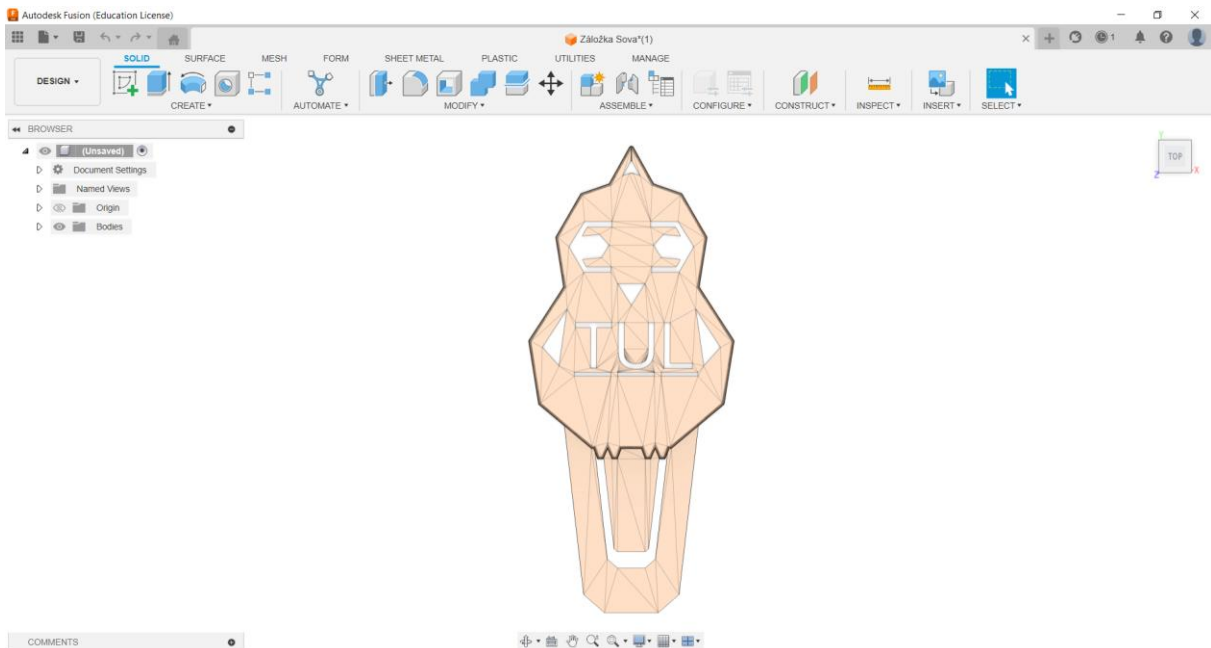 Autodesk Fusion (Education License)
Záložka Sova*(1)
1
SOLID SURFACE MESH FORM SHEET METAL PLASTIC UTILITIES MANAGE
DESIGN
CREATE AUTOMATE MODIFY ASSEMBLE CONFIGURE CONSTRUCT INSPECT INSERT SELECT
BROWSER
(Unsaved)
Document Settings
Named Views
Origin
Bodies
Y
TOP
Z X
TUL
COMMENTS